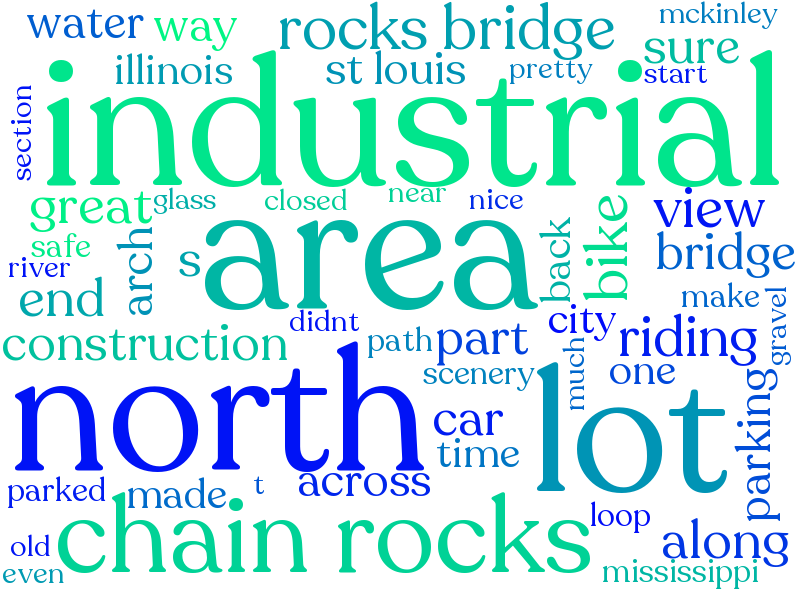 water way rocks bridge mckinley
sure
illinois st louis pretty start
section industrial
great glass closed near nice view
safe arch s area back bike bridge
river
end make
didnt city
construction path part riding gravel
scenery much one
north lot
car
time parking
parked made t across
chain rocks loop
old along
even mississippi